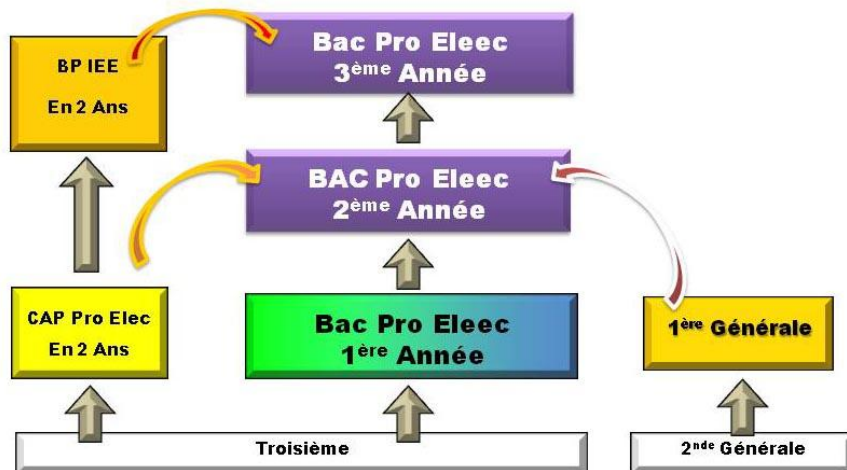 BP IEE
En 2 Ans
Bac Pro Eleec
3ème Année
BAC Pro Eleec
2ème Année
CAP Pro Elec
En 2 Ans
Bac Pro Eleec
1ère Année
1ère Générale
Troisième
2nde Générale